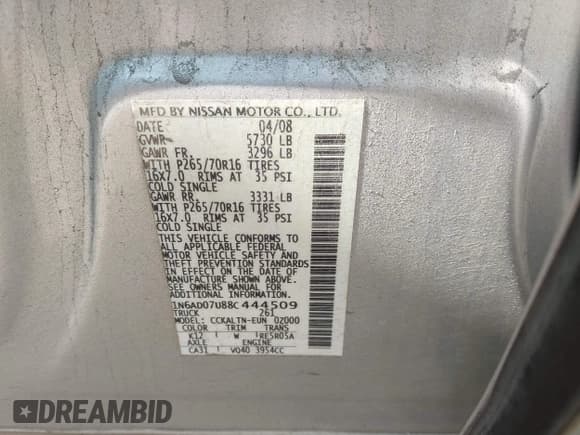 MFD BY NISSAN MOTOR CO., LTD.
DATE 04/08
GVWR 5730 LB
GAWR FR. 3296 LB
WITH P265/70R16 TIRES
16X7.0 RIMS AT 35 PSI
COLD SINGLE
GAWR RR. 3331 LB
WITH P265/70R16 TIRES
16X7.0 RIMS AT 35 PSI
COLD SINGLE
THIS VEHICLE CONFORMS TO
ALL APPLICABLE FEDERAL
MOTOR VEHICLE SAFETY AND
THEFT PREVENTION STANDARDS
IN EFFECT ON THE DATE OF
MANUFACTURE SHOWN ABOVE.
SEE OWNERS MANUAL ALSO.
1N6AD07U88C444509
TRUCK 261
MODEL: CCKALTN-EUN 02000
COLOR TRIM TRANS
K12 W RE5R05A
AXLE ENGINE
CA31 VQ40 3954CC
DREAMBID